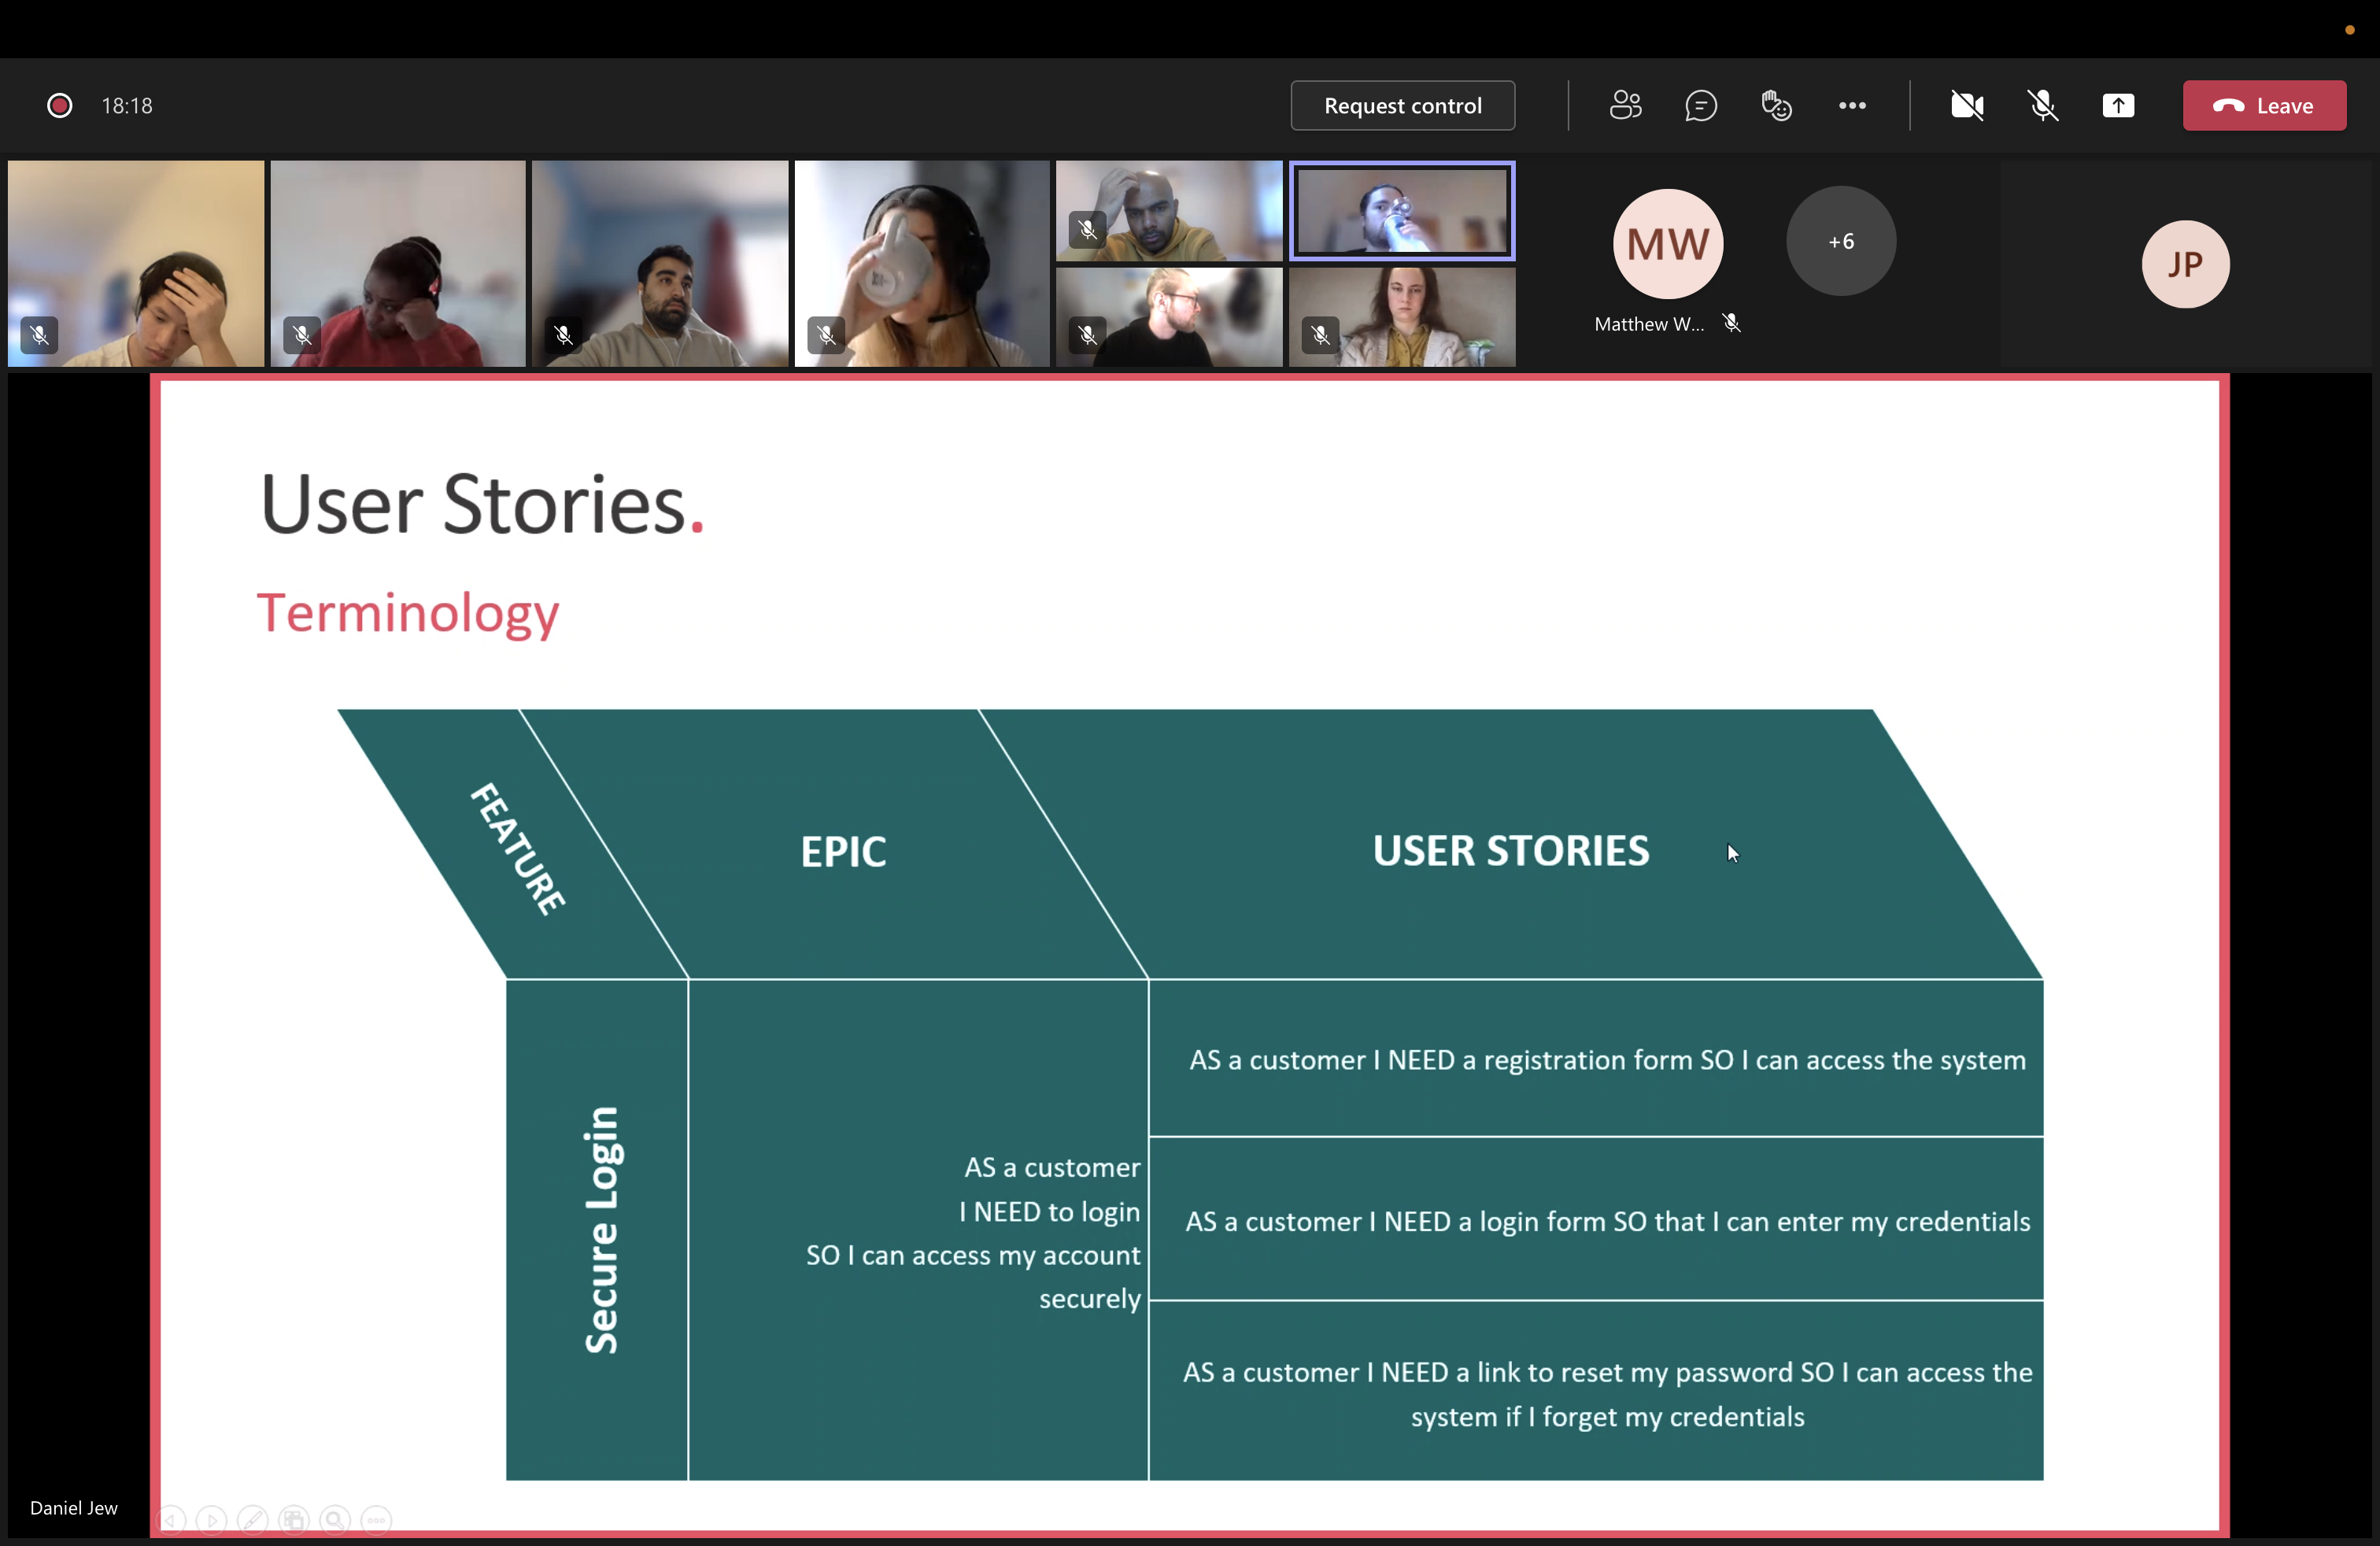 18:18
Request control
Leave
MW
+6
JP
Matthew W...
User Stories.
Terminology
FEATURE
EPIC
USER STORIES
Secure Login
AS a customer
I NEED to login
SO I can access my account
securely
AS a customer I NEED a registration form SO I can access the system
AS a customer I NEED a login form SO that I can enter my credentials
AS a customer I NEED a link to reset my password SO I can access the
system if I forget my credentials
Daniel Jew